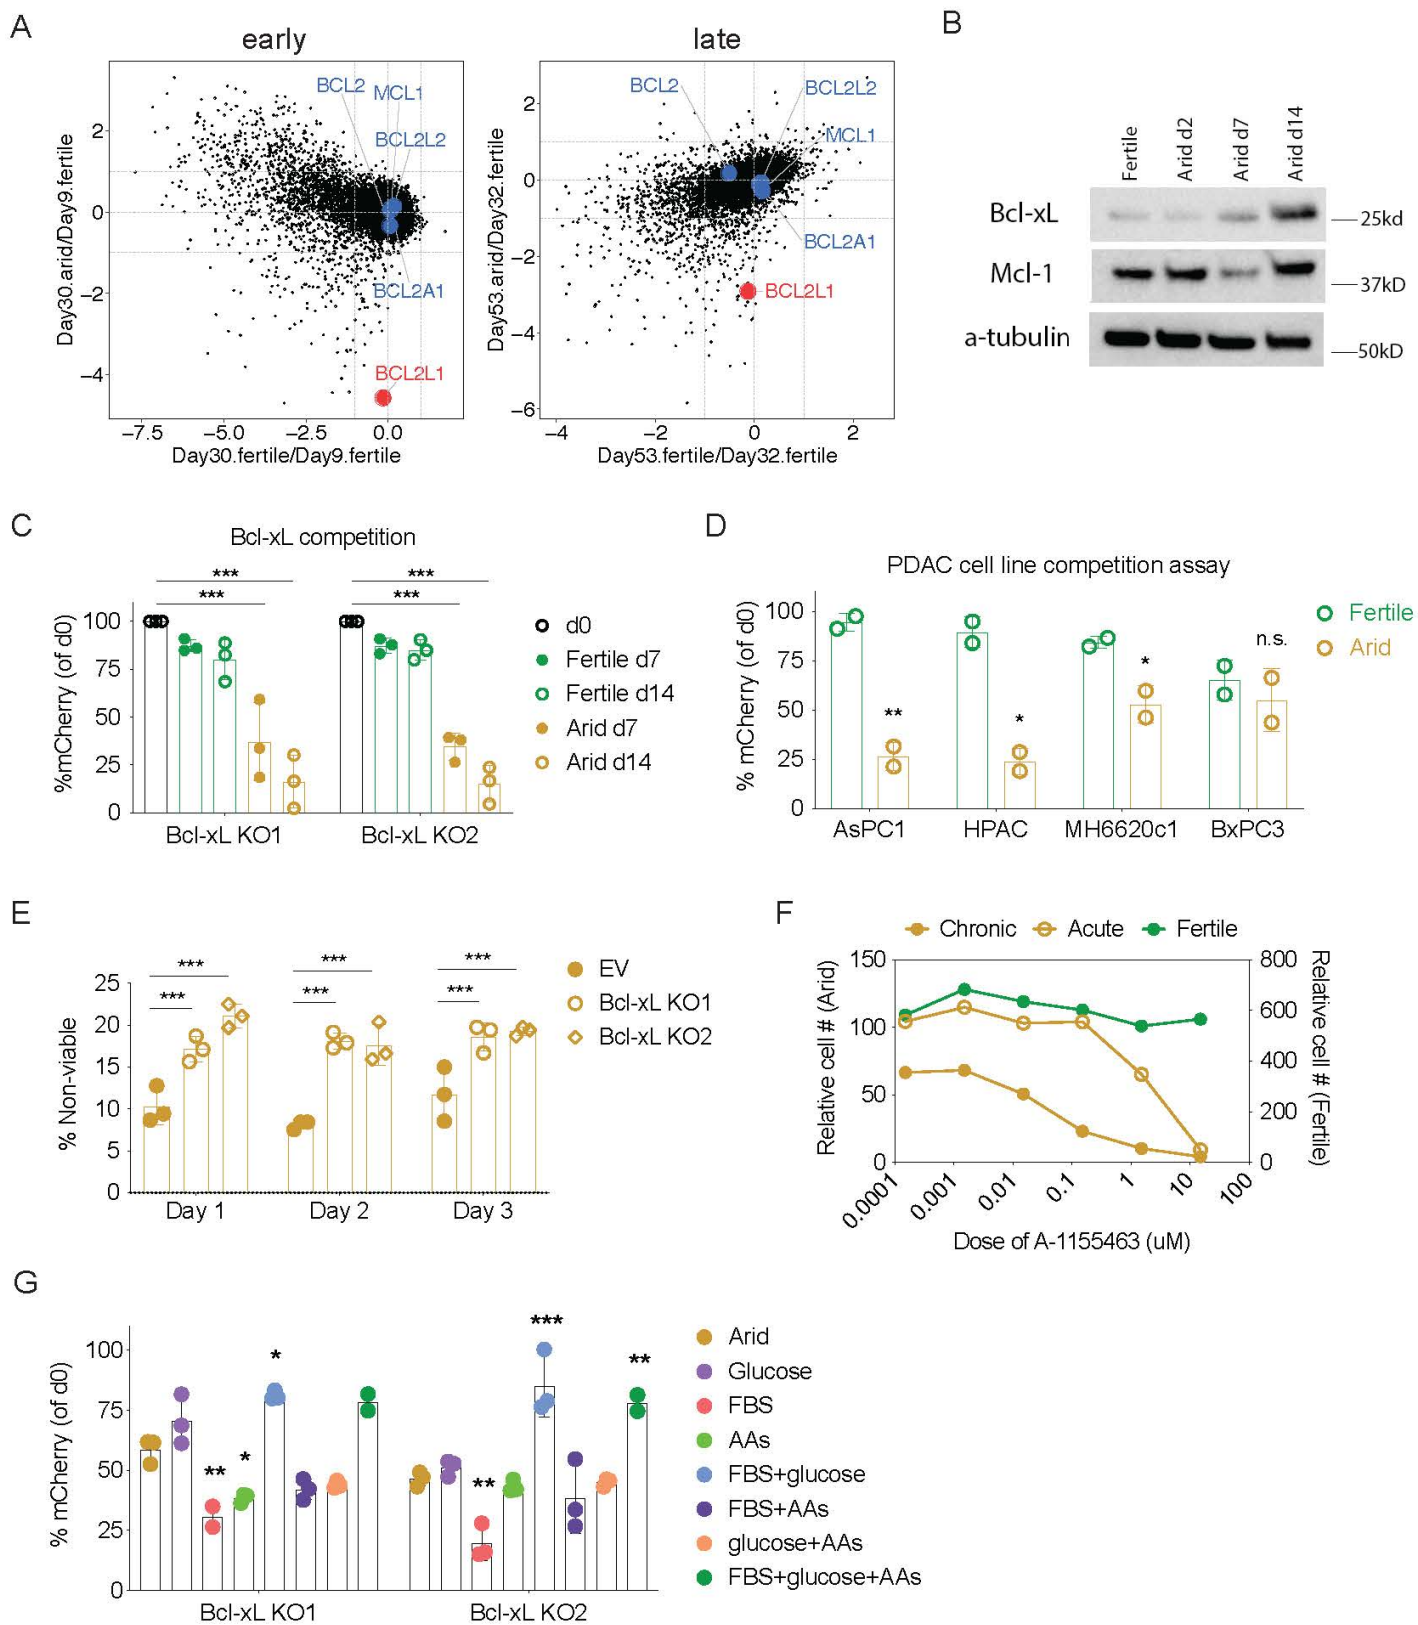 A
early
Day30.arid/Day9.fertile
2
0
−2
−4
BCL2
MCL1
BCL2L2
BCL2A1
BCL2L1
−7.5
−5.0
−2.5
0.0
Day30.fertile/Day9.fertile
late
Day53.arid/Day32.fertile
2
0
−2
−4
−6
BCL2
BCL2L2
MCL1
BCL2A1
BCL2L1
−4
−2
0
2
Day53.fertile/Day32.fertile
B
Fertile
Arid d2
Arid d7
Arid d14
Bcl-xL
25kd
Mcl-1
37kD
a-tubulin
50kD
C
Bcl-xL competition
%mCherry (of d0)
100
75
50
25
0
***
***
***
***
Bcl-xL KO1
Bcl-xL KO2
d0
Fertile d7
Fertile d14
Arid d7
Arid d14
D
PDAC cell line competition assay
% mCherry (of d0)
100
75
50
25
0
**
*
*
n.s.
AsPC1
HPAC
MH6620c1
BxPC3
Fertile
Arid
E
% Non-viable
25
20
15
10
5
0
***
***
***
***
***
***
Day 1
Day 2
Day 3
EV
Bcl-xL KO1
Bcl-xL KO2
F
Chronic
Acute
Fertile
Relative cell # (Arid)
150
100
50
0
800
600
400
200
0
Relative cell # (Fertile)
0.0001
0.001
0.01
0.1
1
10
100
Dose of A-1155463 (uM)
G
% mCherry (of d0)
100
75
50
25
0
**
*
*
**
***
**
Bcl-xL KO1
Bcl-xL KO2
Arid
Glucose
FBS
AAs
FBS+glucose
FBS+AAs
glucose+AAs
FBS+glucose+AAs